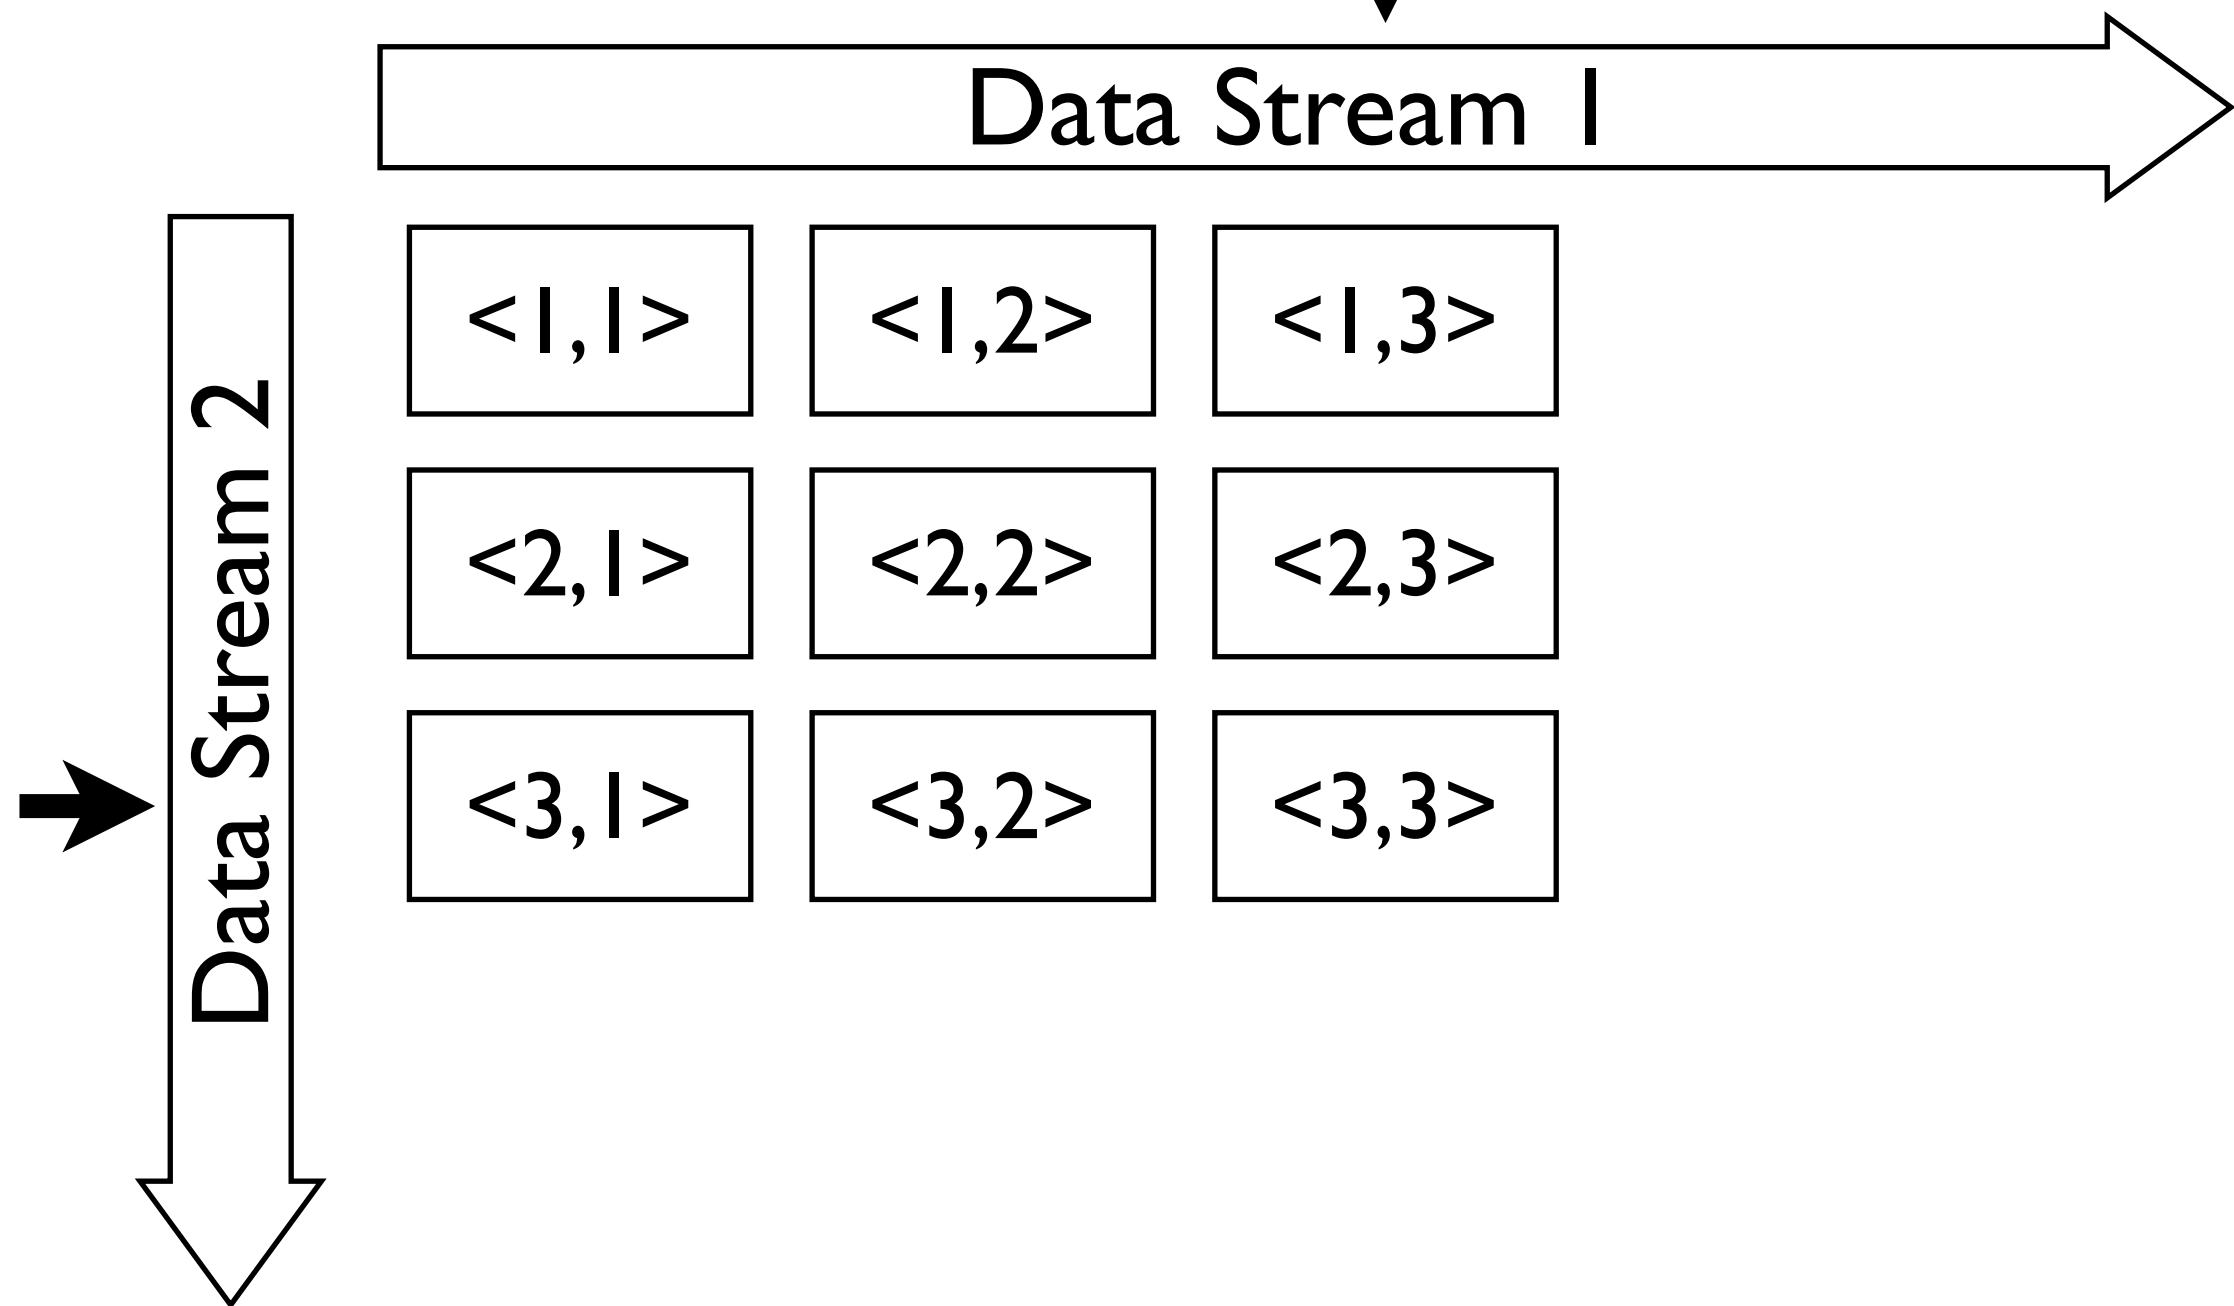 Data Stream 1
Data Stream 2
<1,1> <1,2> <1,3>
<2,1> <2,2> <2,3>
<3,1> <3,2> <3,3>